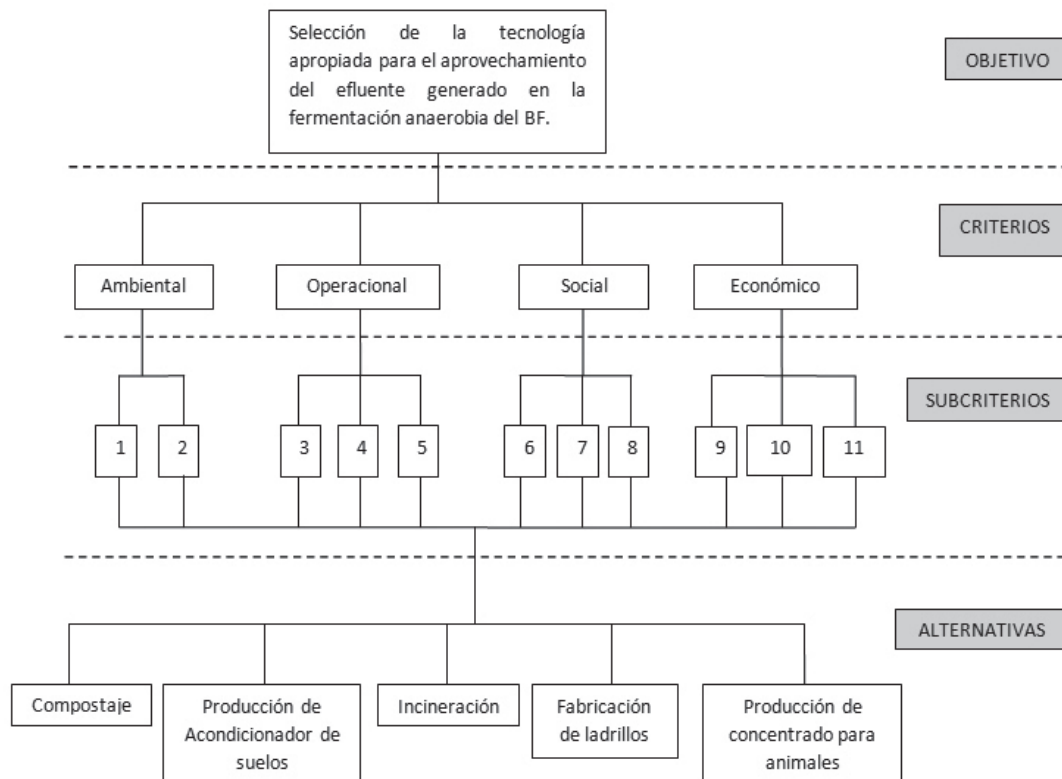 Selección de la tecnología
apropiada para el aprovechamiento
del efluente generado en la
fermentación anaerobia del BF.
OBJETIVO
CRITERIOS
Ambiental
Operacional
Social
Económico
SUBCRITERIOS
1
2
3
4
5
6
7
8
9
10
11
ALTERNATIVAS
Compostaje
Producción de
Acondicionador de
suelos
Incineración
Fabricación
de ladrillos
Producción de
concentrado para
animales